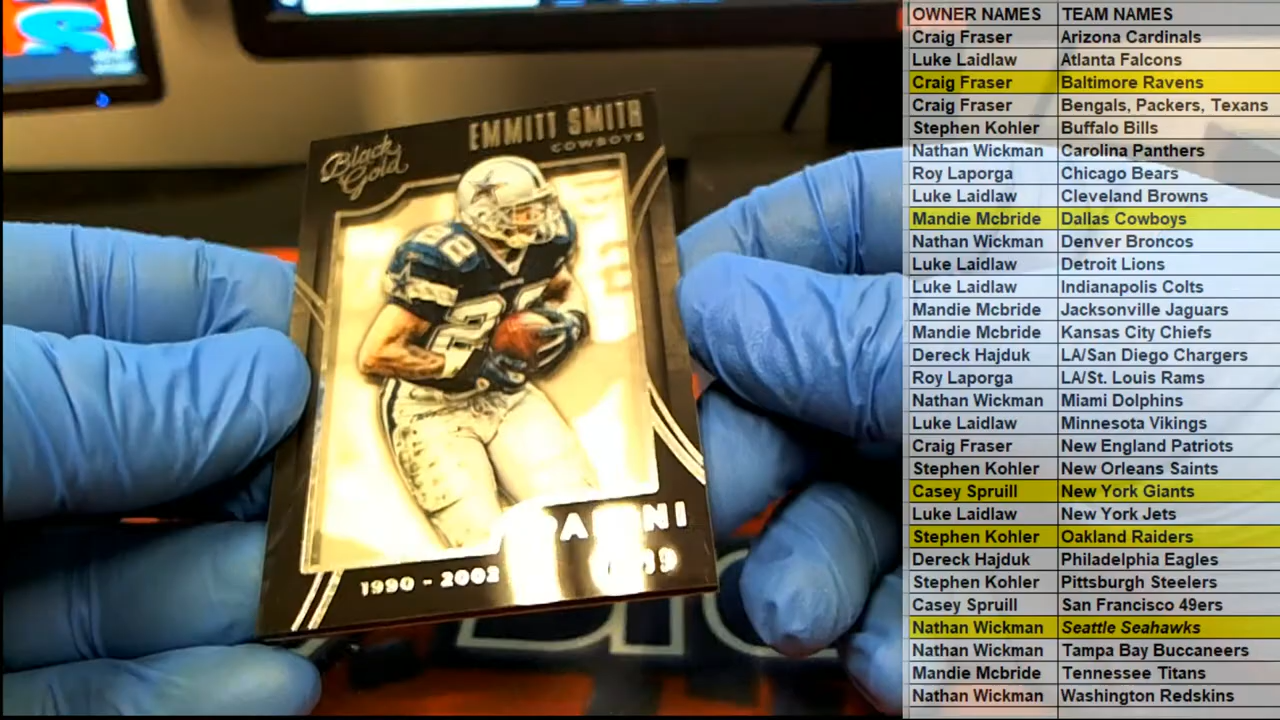 Black
Gold
EMMITT SMITH
COWBOYS
22
PANINI
1990 - 2002
OWNER NAMES TEAM NAMES
Craig Fraser Arizona Cardinals
Luke Laidlaw Atlanta Falcons
Craig Fraser Baltimore Ravens
Craig Fraser Bengals, Packers, Texans
Stephen Kohler Buffalo Bills
Nathan Wickman Carolina Panthers
Roy Laporga Chicago Bears
Luke Laidlaw Cleveland Browns
Mandie Mcbride Dallas Cowboys
Nathan Wickman Denver Broncos
Luke Laidlaw Detroit Lions
Luke Laidlaw Indianapolis Colts
Mandie Mcbride Jacksonville Jaguars
Mandie Mcbride Kansas City Chiefs
Dereck Hajduk LA/San Diego Chargers
Roy Laporga LA/St. Louis Rams
Nathan Wickman Miami Dolphins
Luke Laidlaw Minnesota Vikings
Craig Fraser New England Patriots
Stephen Kohler New Orleans Saints
Casey Spruill New York Giants
Luke Laidlaw New York Jets
Stephen Kohler Oakland Raiders
Dereck Hajduk Philadelphia Eagles
Stephen Kohler Pittsburgh Steelers
Casey Spruill San Francisco 49ers
Nathan Wickman Seattle Seahawks
Nathan Wickman Tampa Bay Buccaneers
Mandie Mcbride Tennessee Titans
Nathan Wickman Washington Redskins